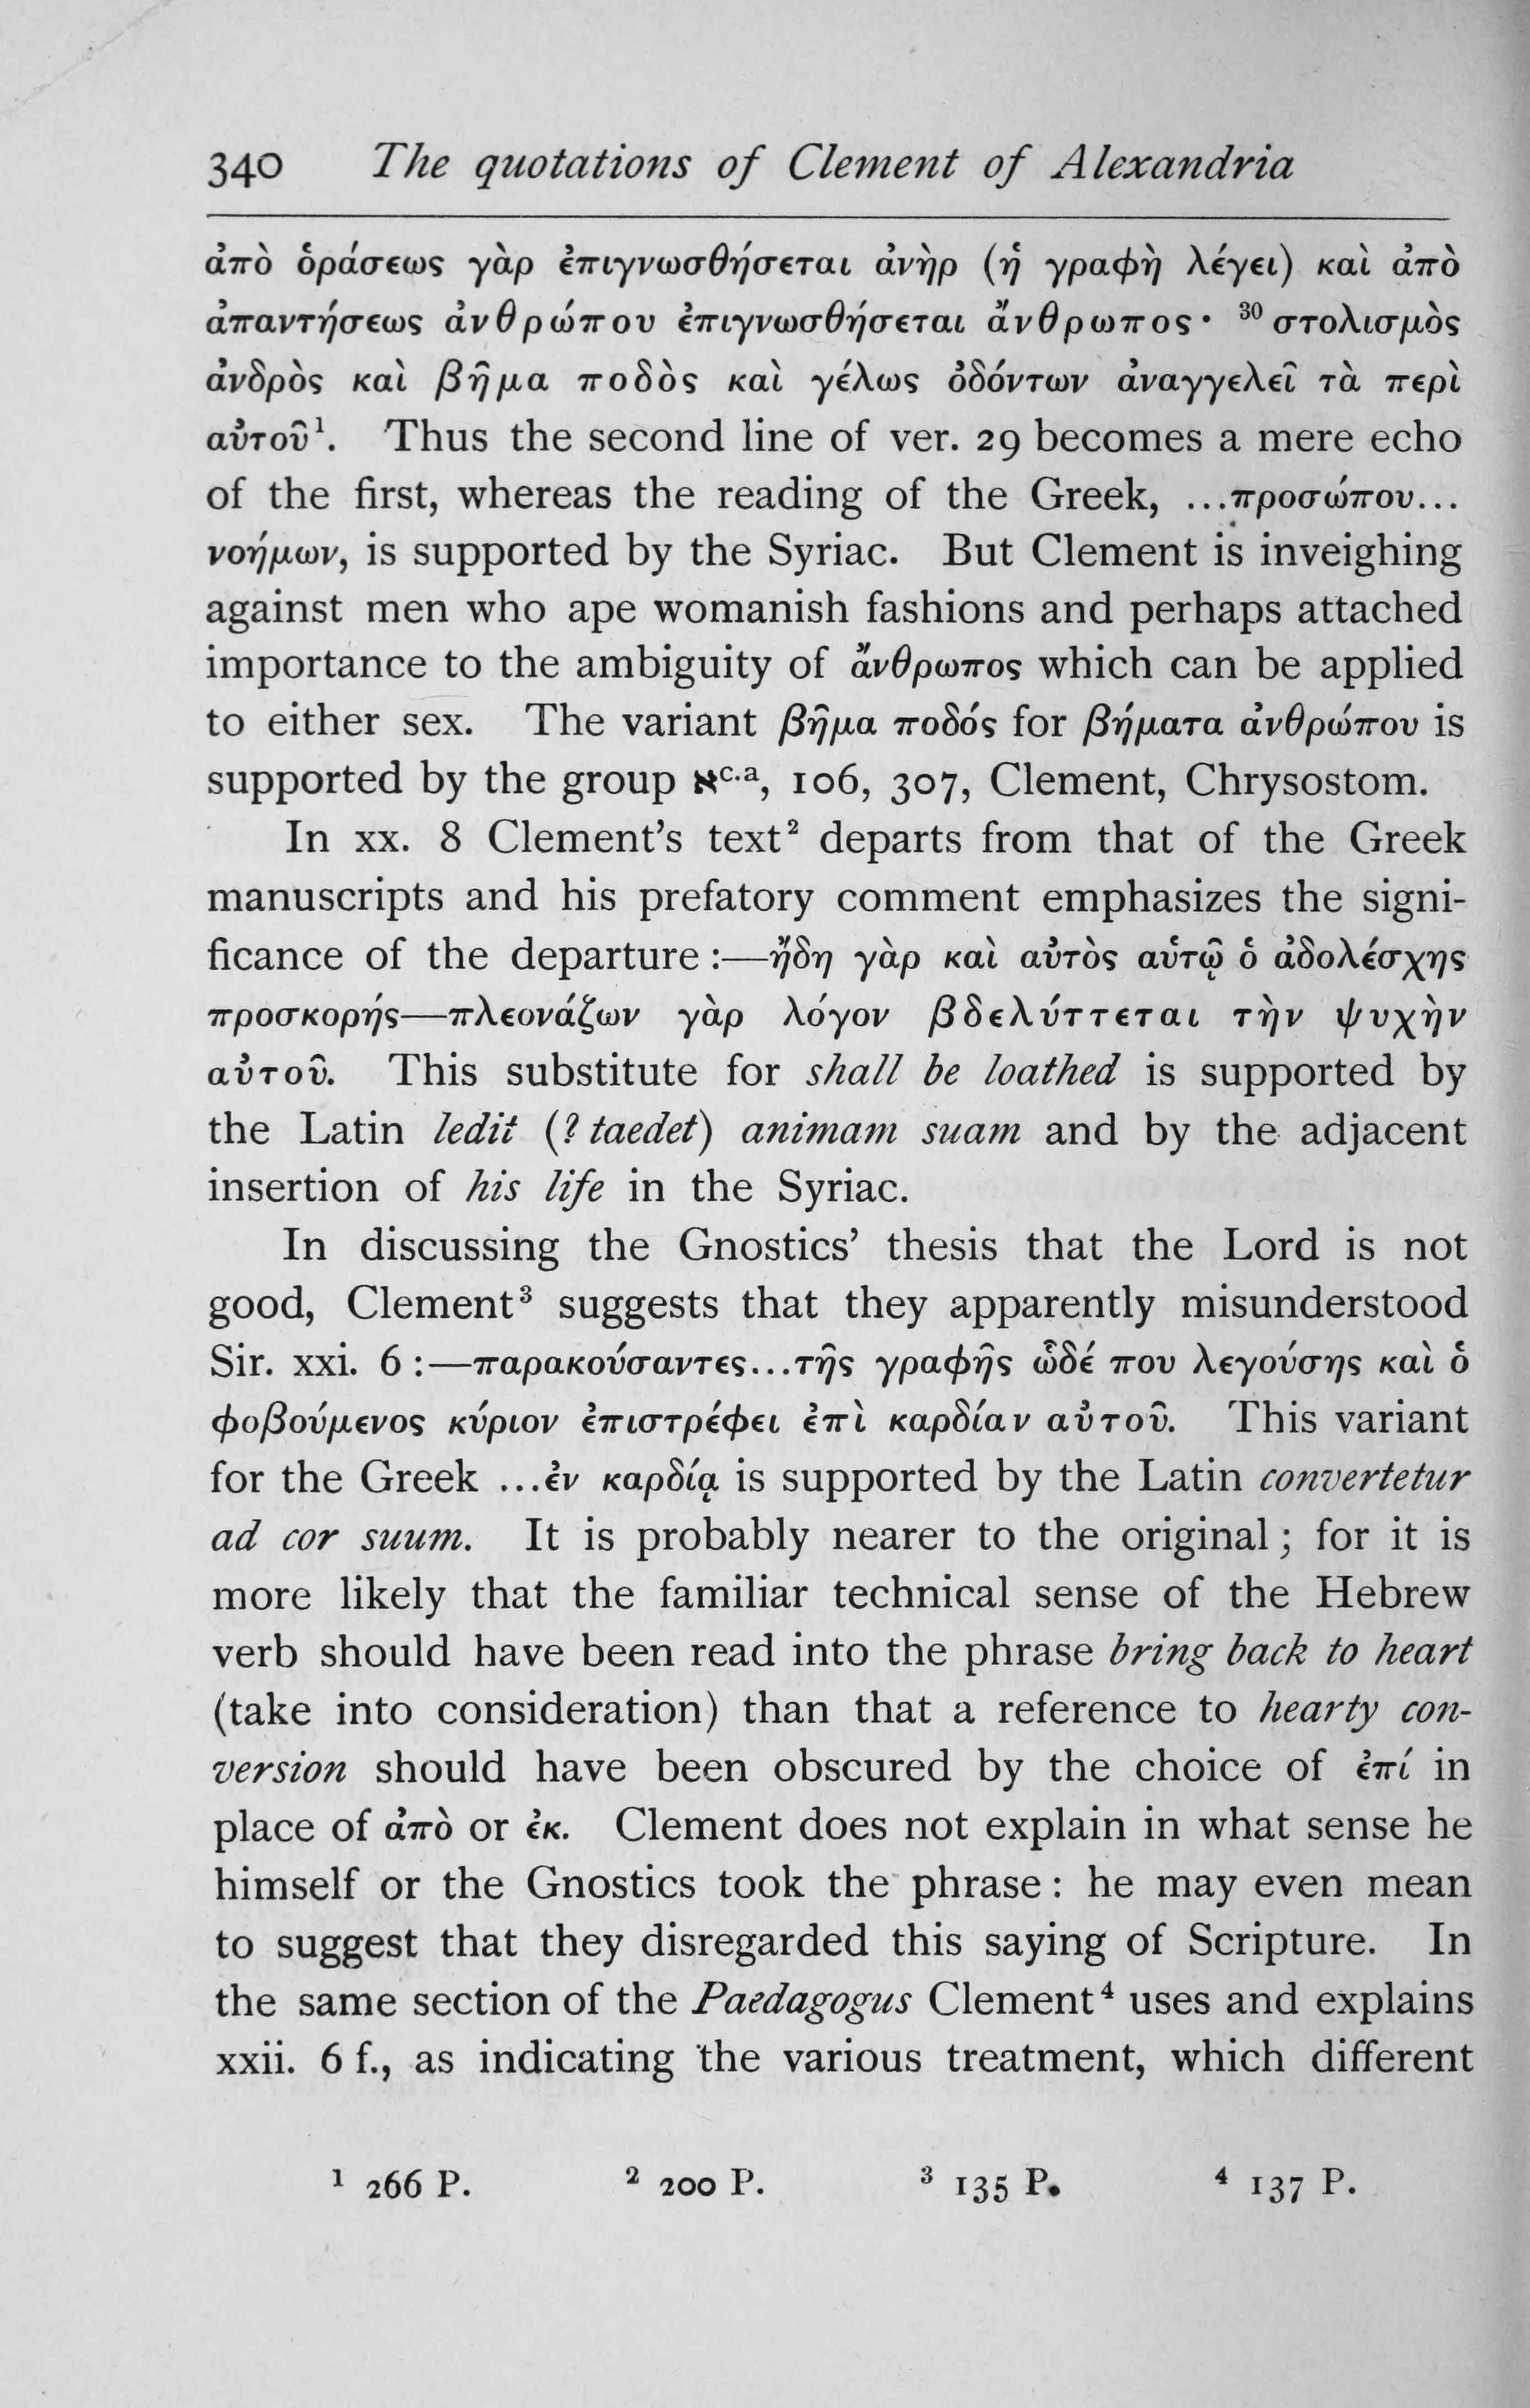 340 The quotations of Clement of Alexandria
ἀπὸ ὁράσεως γὰρ ἐπιγνωσθήσεται ἀνὴρ (ἡ γραφὴ λέγει) καὶ ἀπὸ
ἀπαντήσεως ἀνθρώπου ἐπιγνωσθήσεται ἄνθρωπος· ³⁰ στολισμὸς
ἀνδρὸς καὶ βῆμα ποδὸς καὶ γέλως ὀδόντων ἀναγγελεῖ τὰ περὶ
αὐτοῦ¹. Thus the second line of ver. 29 becomes a mere echo
of the first, whereas the reading of the Greek, ...προσώπου...
νοήμων, is supported by the Syriac. But Clement is inveighing
against men who ape womanish fashions and perhaps attached
importance to the ambiguity of ἄνθρωπος which can be applied
to either sex. The variant βῆμα ποδός for βήματα ἀνθρώπου is
supported by the group אᶜ·ᵃ, 106, 307, Clement, Chrysostom.
In xx. 8 Clement's text² departs from that of the Greek
manuscripts and his prefatory comment emphasizes the signi-
ficance of the departure :—ἤδη γὰρ καὶ αὐτὸς αὑτῷ ὁ ἀδολέσχης
προσκορής—πλεονάζων γὰρ λόγον βδελύττεται τὴν ψυχὴν
αὐτοῦ. This substitute for shall be loathed is supported by
the Latin ledit (? taedet) animam suam and by the adjacent
insertion of his life in the Syriac.
In discussing the Gnostics' thesis that the Lord is not
good, Clement³ suggests that they apparently misunderstood
Sir. xxi. 6 :—παρακούσαντες...τῆς γραφῆς ὧδέ που λεγούσης καὶ ὁ
φοβούμενος κύριον ἐπιστρέφει ἐπὶ καρδίαν αὐτοῦ. This variant
for the Greek ...ἐν καρδίᾳ is supported by the Latin convertetur
ad cor suum. It is probably nearer to the original ; for it is
more likely that the familiar technical sense of the Hebrew
verb should have been read into the phrase bring back to heart
(take into consideration) than that a reference to hearty con-
version should have been obscured by the choice of ἐπί in
place of ἀπὸ or ἐκ. Clement does not explain in what sense he
himself or the Gnostics took the phrase : he may even mean
to suggest that they disregarded this saying of Scripture. In
the same section of the Paedagogus Clement⁴ uses and explains
xxii. 6 f., as indicating the various treatment, which different
¹ 266 P. ² 200 P. ³ 135 P. ⁴ 137 P.